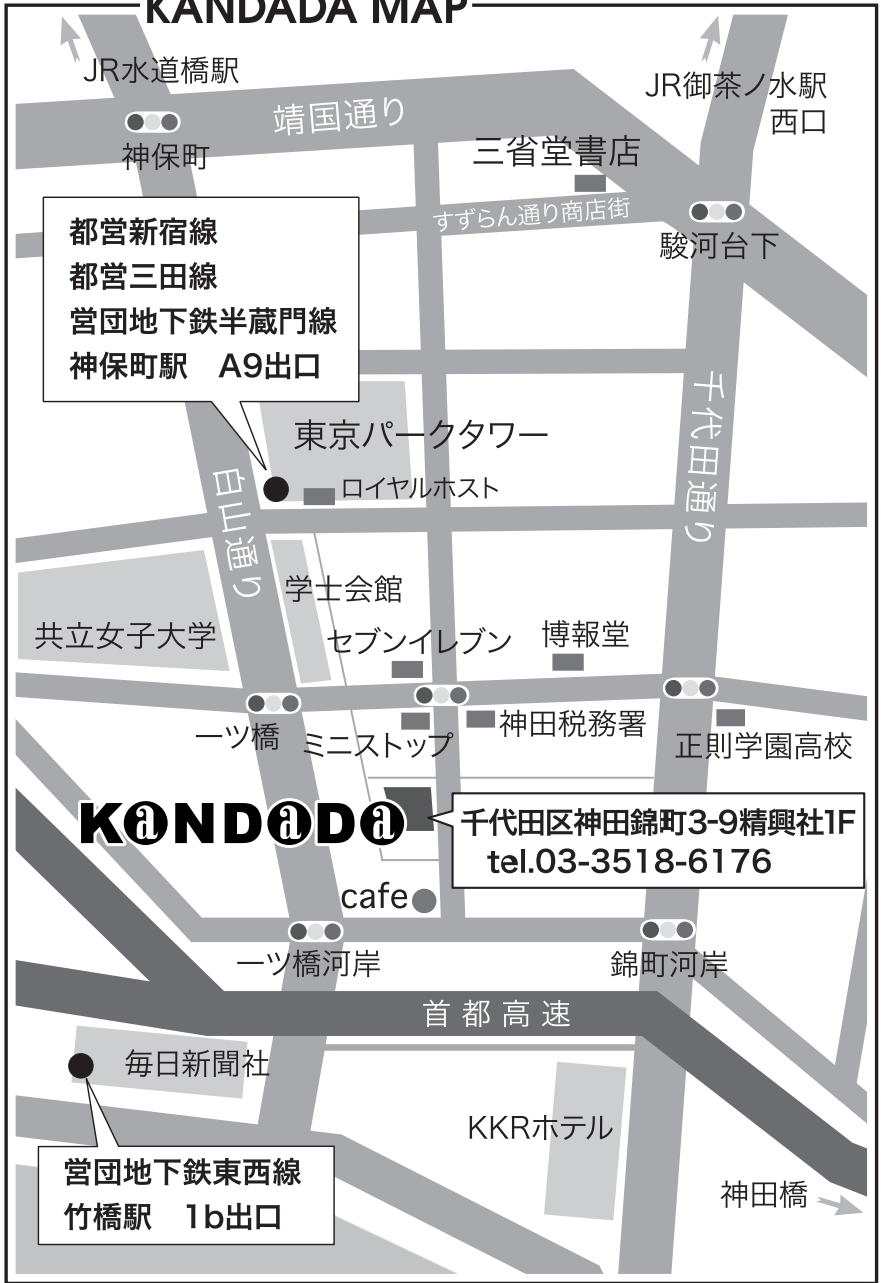 KANDADA MAP
JR水道橋駅
JR御茶ノ水駅
西口
靖国通り
神保町
三省堂書店
すずらん通り商店街
駿河台下
都営新宿線
都営三田線
営団地下鉄半蔵門線
神保町駅　A9出口
千代田通り
東京パークタワー
ロイヤルホスト
白山通り
学士会館
共立女子大学
セブンイレブン
博報堂
一ツ橋
ミニストップ
神田税務署
正則学園高校
KaNDaDa
千代田区神田錦町3-9精興社1F
tel.03-3518-6176
cafe
一ツ橋河岸
錦町河岸
首都高速
毎日新聞社
KKRホテル
営団地下鉄東西線
竹橋駅　1b出口
神田橋